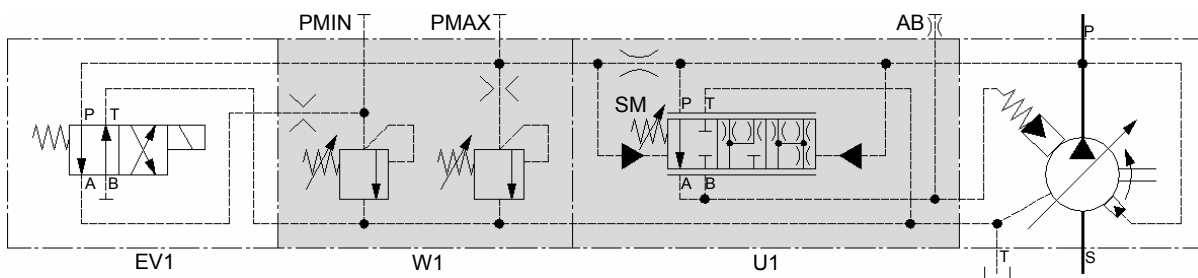 PMIN PMAX AB P
SM
P T P T
A B A B
T S
EV1 W1 U1